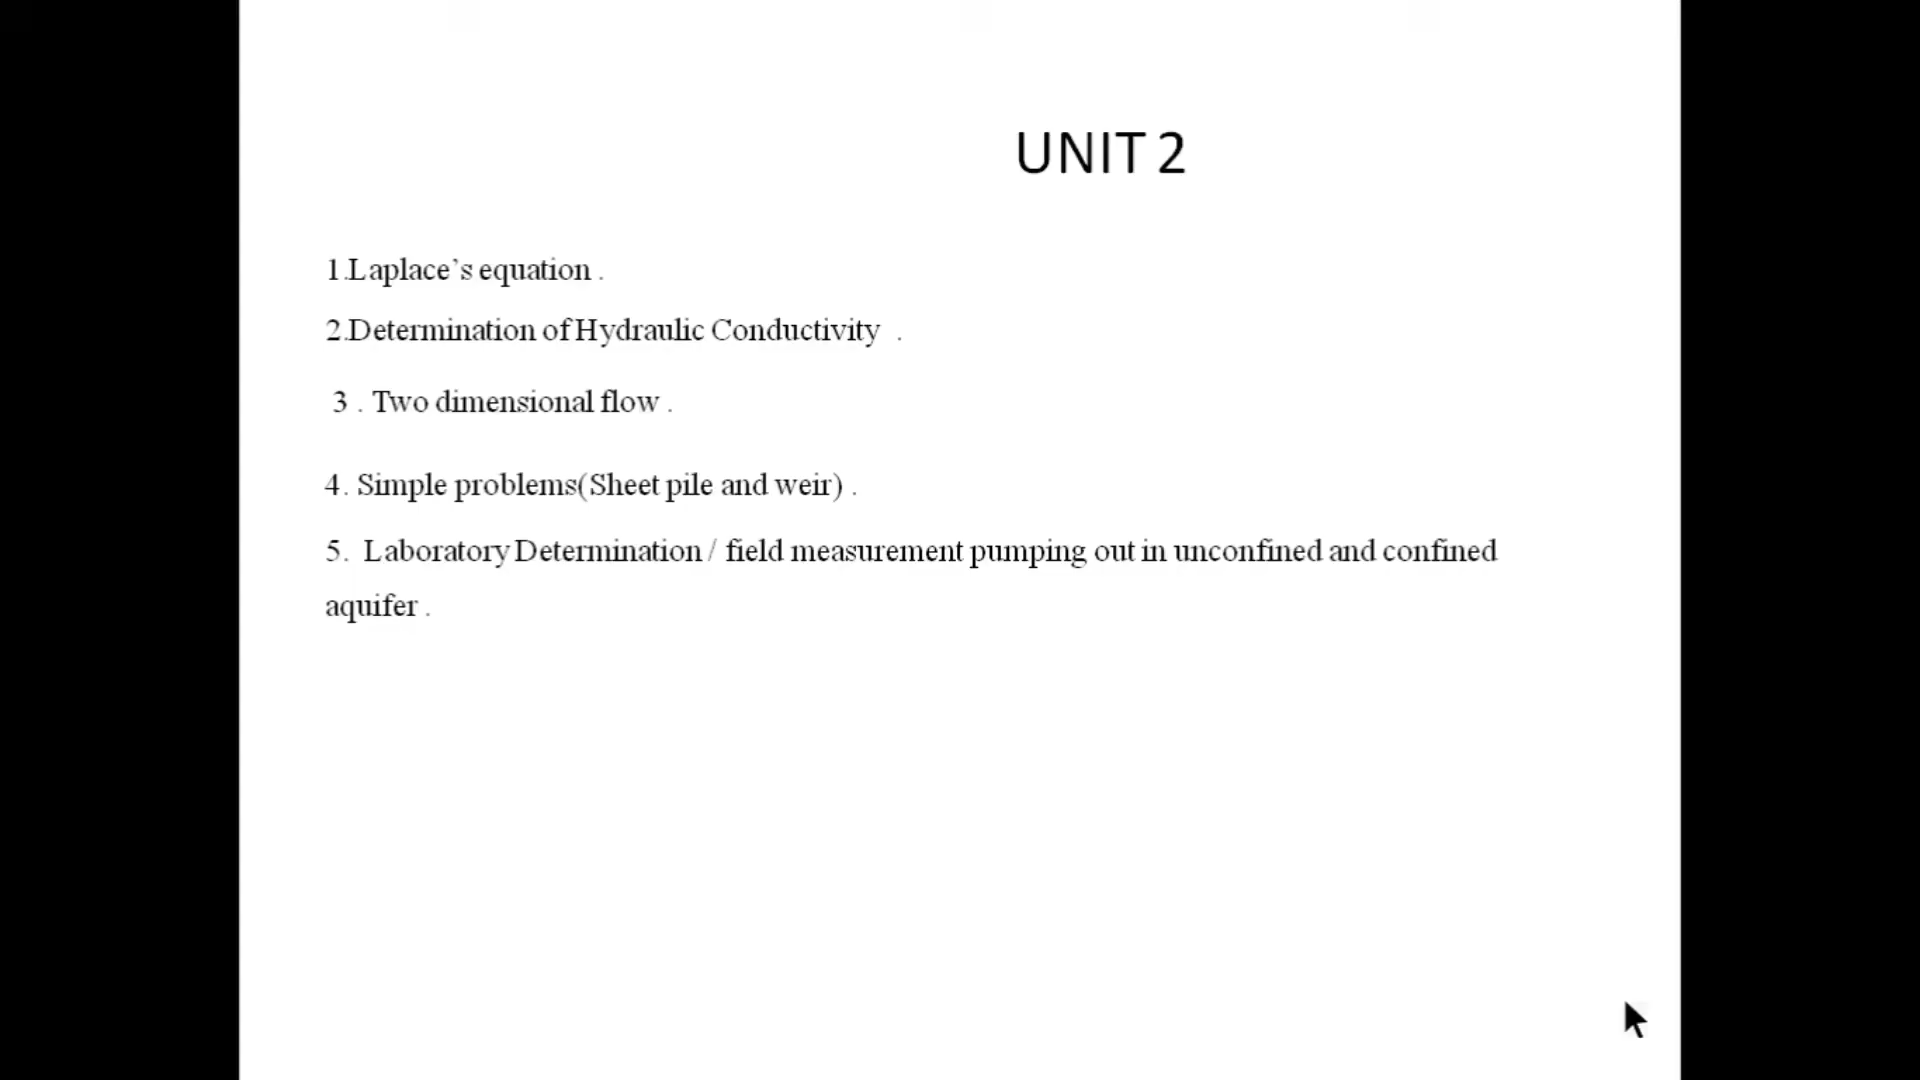 UNIT 2
1.Laplace’s equation .
2.Determination of Hydraulic Conductivity .
3 . Two dimensional flow .
4. Simple problems(Sheet pile and weir) .
5. Laboratory Determination / field measurement pumping out in unconfined and confined
aquifer .